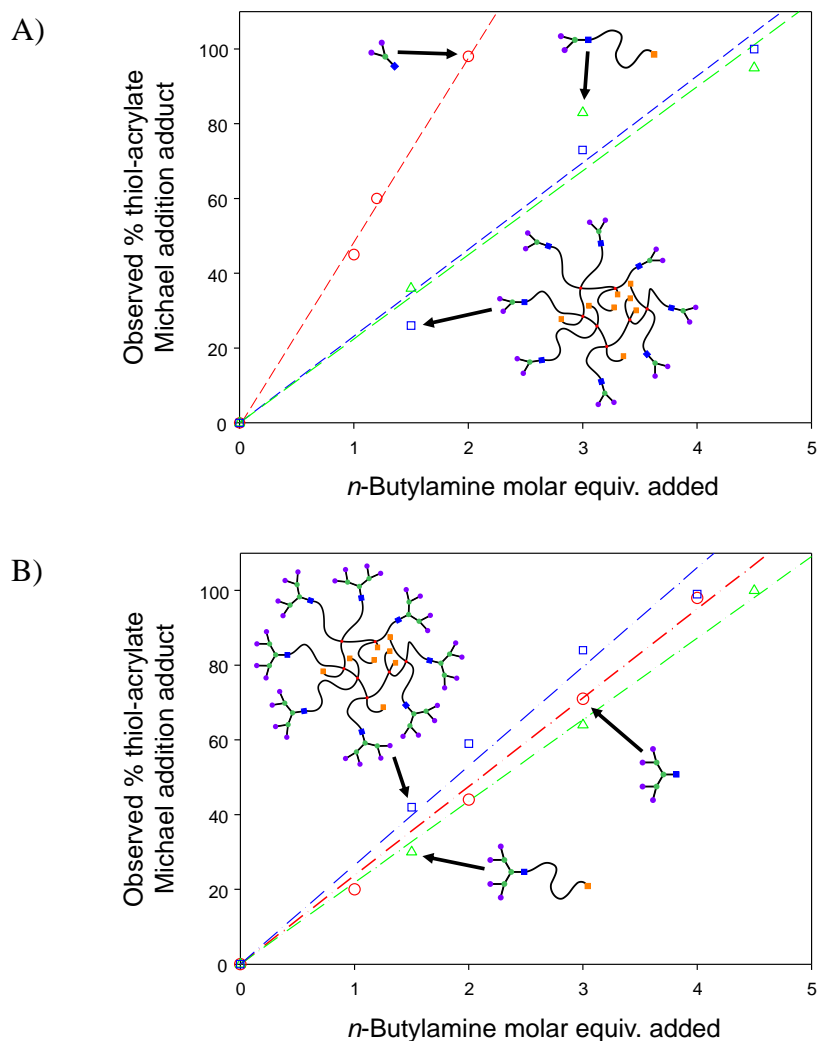 A)
Observed % thiol-acrylate
Michael addition adduct
100
80
60
40
20
0
0 1 2 3 4 5
n-Butylamine molar equiv. added
B)
Observed % thiol-acrylate
Michael addition adduct
100
80
60
40
20
0
0 1 2 3 4 5
n-Butylamine molar equiv. added